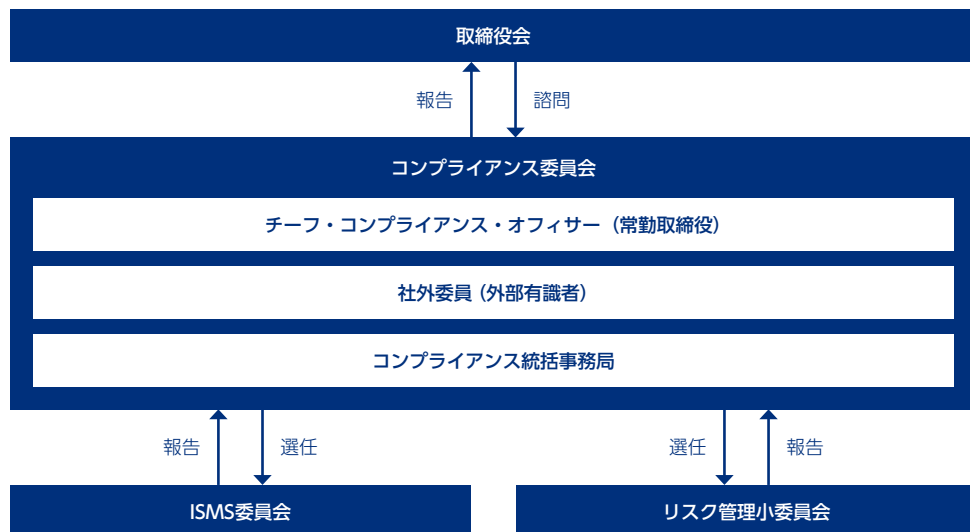 取締役会
報告
諮問
コンプライアンス委員会
チーフ・コンプライアンス・オフィサー（常勤取締役）
社外委員（外部有識者）
コンプライアンス統括事務局
報告
選任
選任
報告
ISMS委員会
リスク管理小委員会